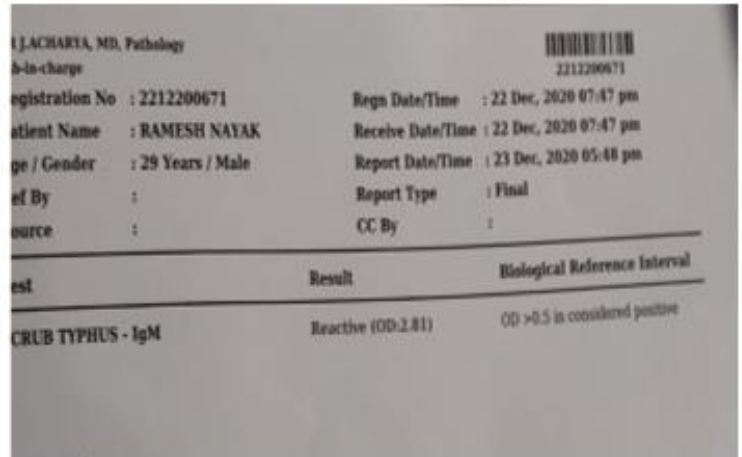 J.ACHARYA, MD, Pathology
b-in-charge
2212200671
egistration No : 2212200671 Regn Date/Time : 22 Dec, 2020 07:47 pm
atient Name : RAMESH NAYAK Receive Date/Time : 22 Dec, 2020 07:47 pm
ge / Gender : 29 Years / Male Report Date/Time : 23 Dec, 2020 05:48 pm
ef By : Report Type : Final
ource : CC By :
est Result Biological Reference Interval
CRUB TYPHUS - IgM Reactive (OD:2.81) OD >0.5 in considered positive